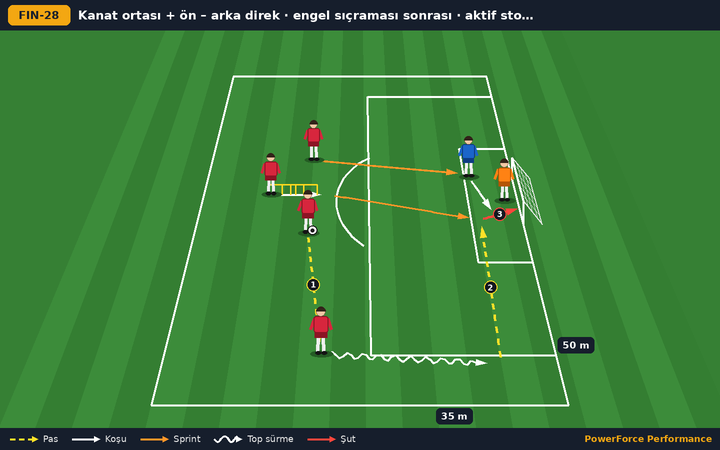 FIN-28
Kanat ortası + ön – arka direk · engel sıçraması sonrası · aktif sto…
1
2
3
50 m
35 m
Pas
Koşu
Sprint
Top sürme
Şut
PowerForce Performance